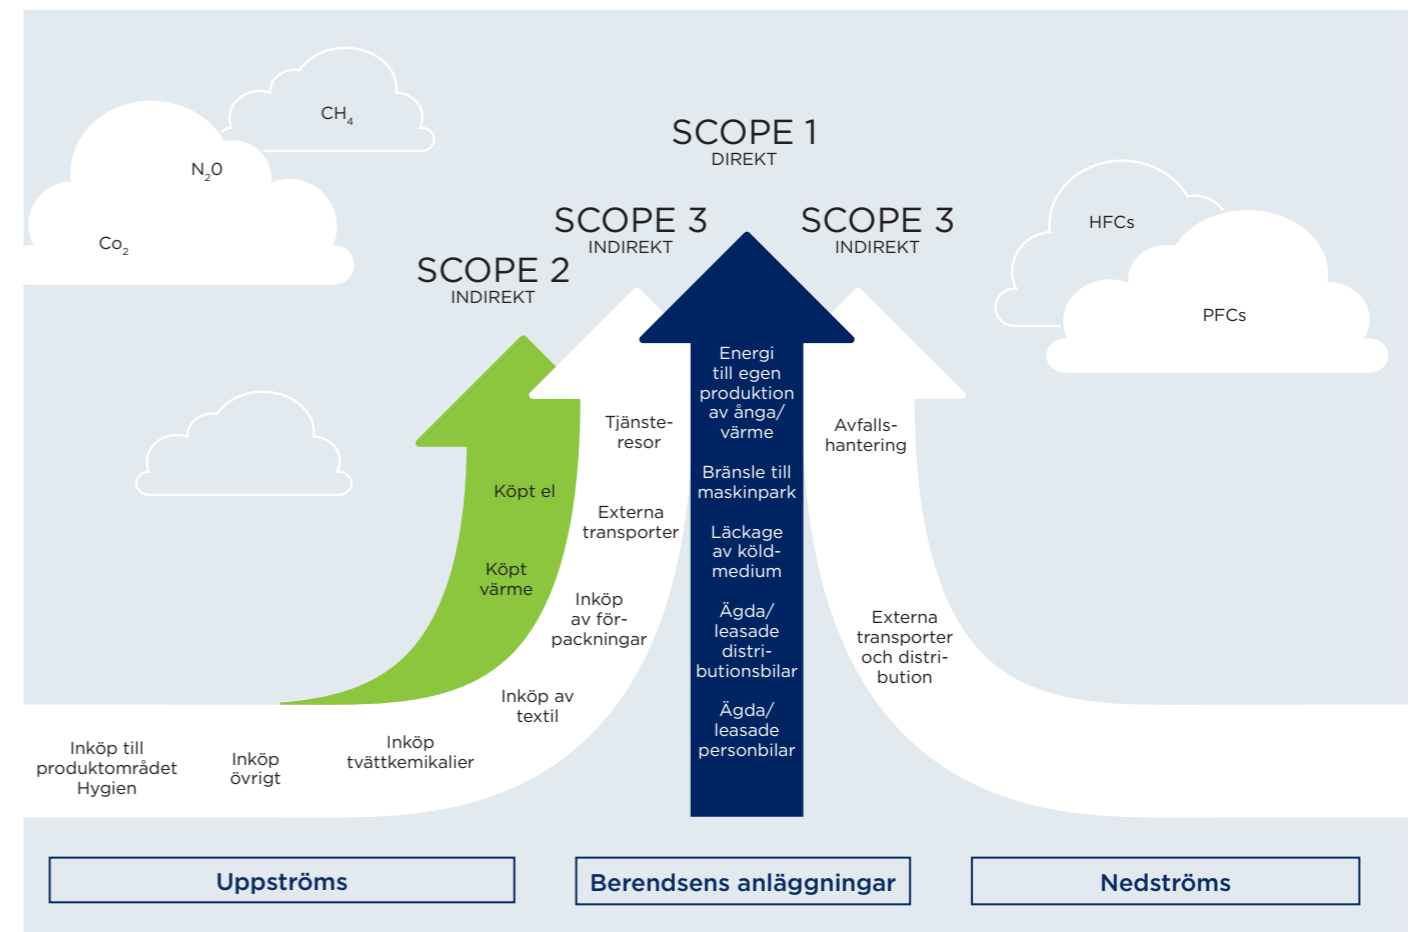 CH₄
N₂0
Co₂
SCOPE 1
DIREKT
SCOPE 3
INDIREKT
SCOPE 3
INDIREKT
SCOPE 2
INDIREKT
HFCs
PFCs
Köpt el
Köpt
värme
Tjänste-
resor
Externa
transporter
Inköp
av för-
packningar
Inköp av
textil
Inköp
tvättkemikalier
Inköp
övrigt
Inköp till
produktområdet
Hygien
Energi
till egen
produktion
av ånga/
värme
Bränsle till
maskinpark
Läckage
av köld-
medium
Ägda/
leasade
distri-
butionsbilar
Ägda/
leasade
personbilar
Avfalls-
hantering
Externa
transporter
och distri-
bution
Uppströms
Berendsens anläggningar
Nedströms